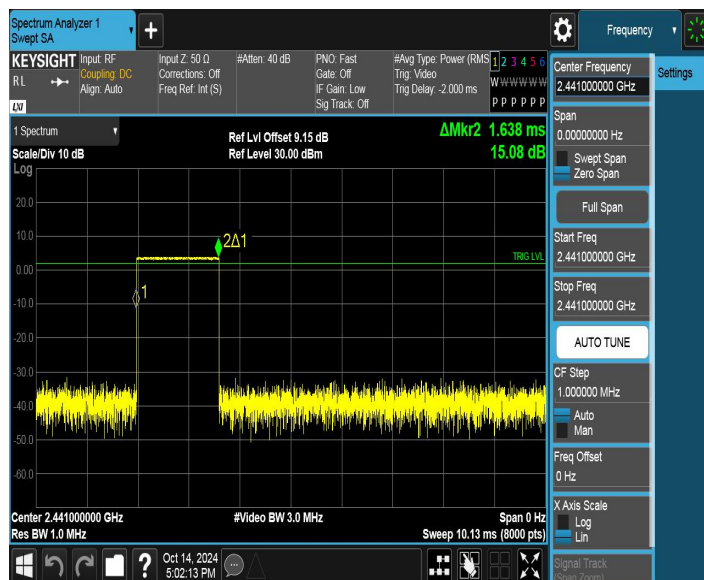 Spectrum Analyzer 1
Swept SA
+
Frequency
KEYSIGHT
R L
LXI
Input: RF
Coupling: DC
Align: Auto
Input Z: 50 Ω
Corrections: Off
Freq Ref: Int (S)
#Atten: 40 dB
PNO: Fast
Gate: Off
IF Gain: Low
Sig Track: Off
#Avg Type: Power (RMS
Trig: Video
Trig Delay: -2.000 ms
1 2 3 4 5 6
W W W W W W
P P P P P P
1 Spectrum
Scale/Div 10 dB
Log
Ref Lvl Offset 9.15 dB
Ref Level 30.00 dBm
ΔMkr2 1.638 ms
15.08 dB
20.0
10.0
0.00
-10.0
-20.0
-30.0
-40.0
-50.0
-60.0
2Δ1
1
TRIG LVL
Center 2.441000000 GHz
#Video BW 3.0 MHz
Span 0 Hz
Res BW 1.0 MHz
Sweep 10.13 ms (8000 pts)
?
Oct 14, 2024
5:02:13 PM
Center Frequency
2.441000000 GHz
Settings
Span
0.00000000 Hz
Swept Span
Zero Span
Full Span
Start Freq
2.441000000 GHz
Stop Freq
2.441000000 GHz
AUTO TUNE
CF Step
1.000000 MHz
Auto
Man
Freq Offset
0 Hz
X Axis Scale
Log
Lin
Signal Track
(Span Zoom)